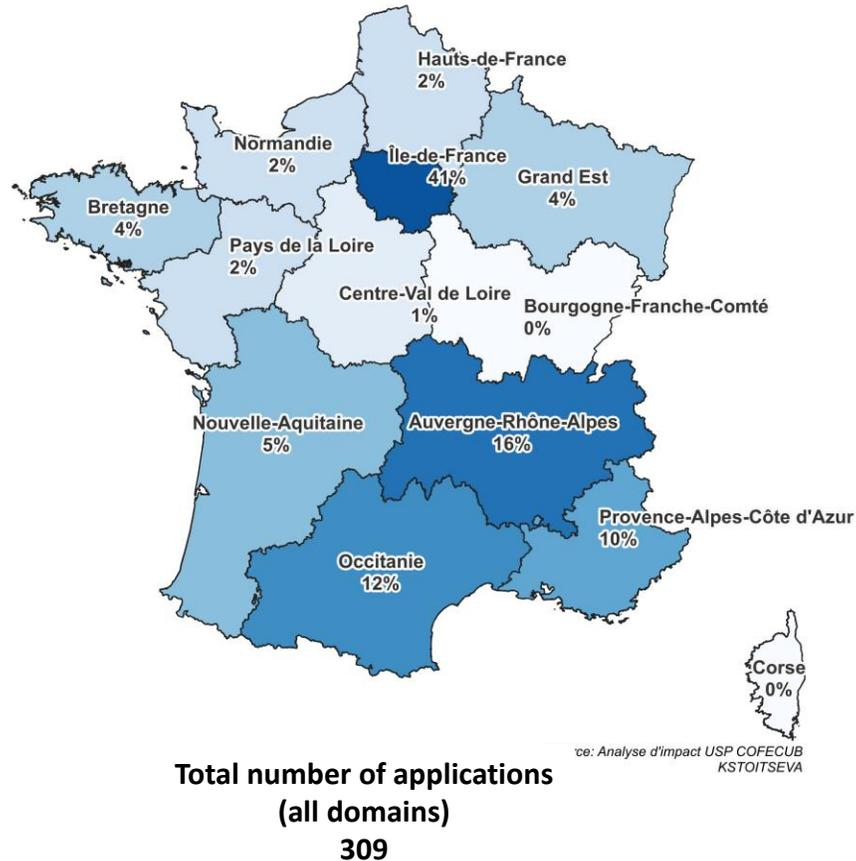 Hauts-de-France
2%
Normandie
2%
Île-de-France
41%
Grand Est
4%
Bretagne
4%
Pays de la Loire
2%
Centre-Val de Loire
1%
Bourgogne-Franche-Comté
0%
Nouvelle-Aquitaine
5%
Auvergne-Rhône-Alpes
16%
Provence-Alpes-Côte d'Azur
10%
Occitanie
12%
Corse
0%
ce: Analyse d'impact USP COFECUB
KSTOITSEVA
Total number of applications
(all domains)
309